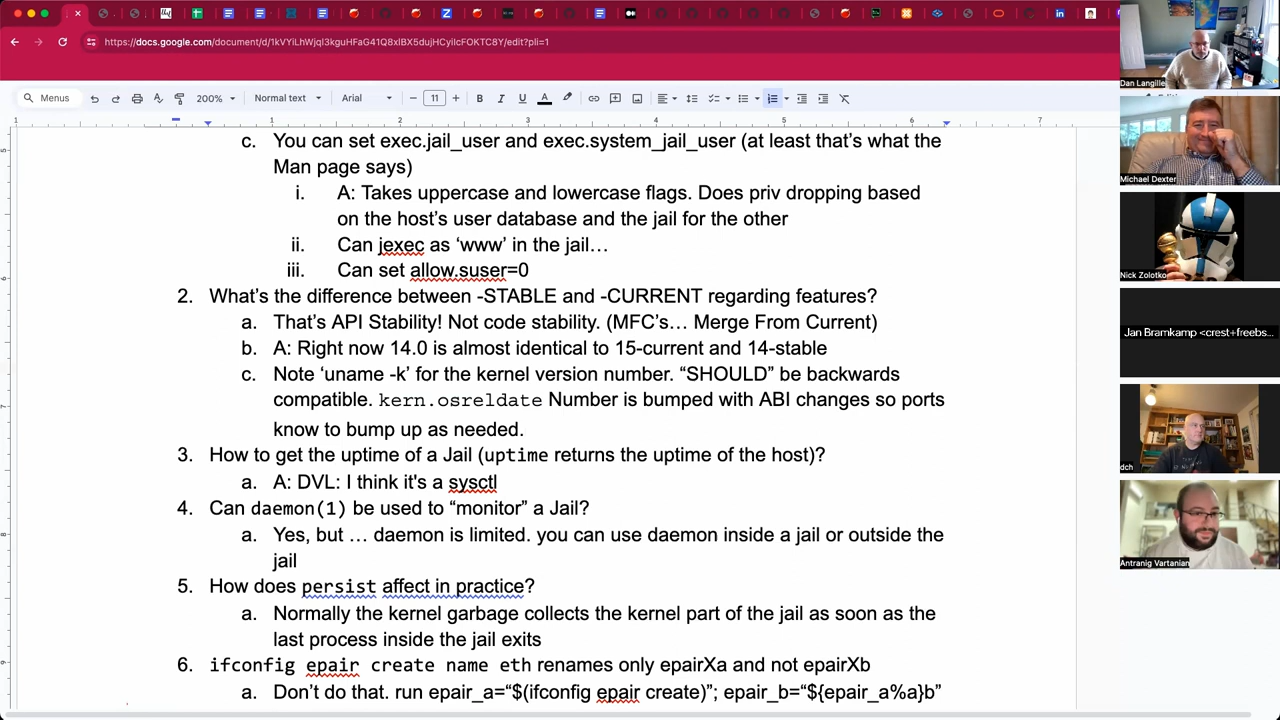 https://docs.google.com/document/d/1kVYiLhWjqI3kguHFaG41Q8xlBX5dujHCyilcFOKTC8Y/edit?pli=1
Menus 200% Normal text Arial 11
1 1 2 3 4 5 6 7
c. You can set exec.jail_user and exec.system_jail_user (at least that's what the
Man page says)
i. A: Takes uppercase and lowercase flags. Does priv dropping based
on the host's user database and the jail for the other
ii. Can jexec as 'www' in the jail…
iii. Can set allow.suser=0
2. What's the difference between -STABLE and -CURRENT regarding features?
a. That's API Stability! Not code stability. (MFC's… Merge From Current)
b. A: Right now 14.0 is almost identical to 15-current and 14-stable
c. Note 'uname -k' for the kernel version number. “SHOULD” be backwards
compatible. kern.osreldate Number is bumped with ABI changes so ports
know to bump up as needed.
3. How to get the uptime of a Jail (uptime returns the uptime of the host)?
a. A: DVL: I think it's a sysctl
4. Can daemon(1) be used to “monitor” a Jail?
a. Yes, but … daemon is limited. you can use daemon inside a jail or outside the
jail
5. How does persist affect in practice?
a. Normally the kernel garbage collects the kernel part of the jail as soon as the
last process inside the jail exits
6. ifconfig epair create name eth renames only epairXa and not epairXb
a. Don't do that. run epair_a=“$(ifconfig epair create)”; epair_b=“${epair_a%a}b”
Dan Langille
Michael Dexter
Nick Zolotko
Jan Bramkamp <crest+freebs...
dch
Antranig Vartanian